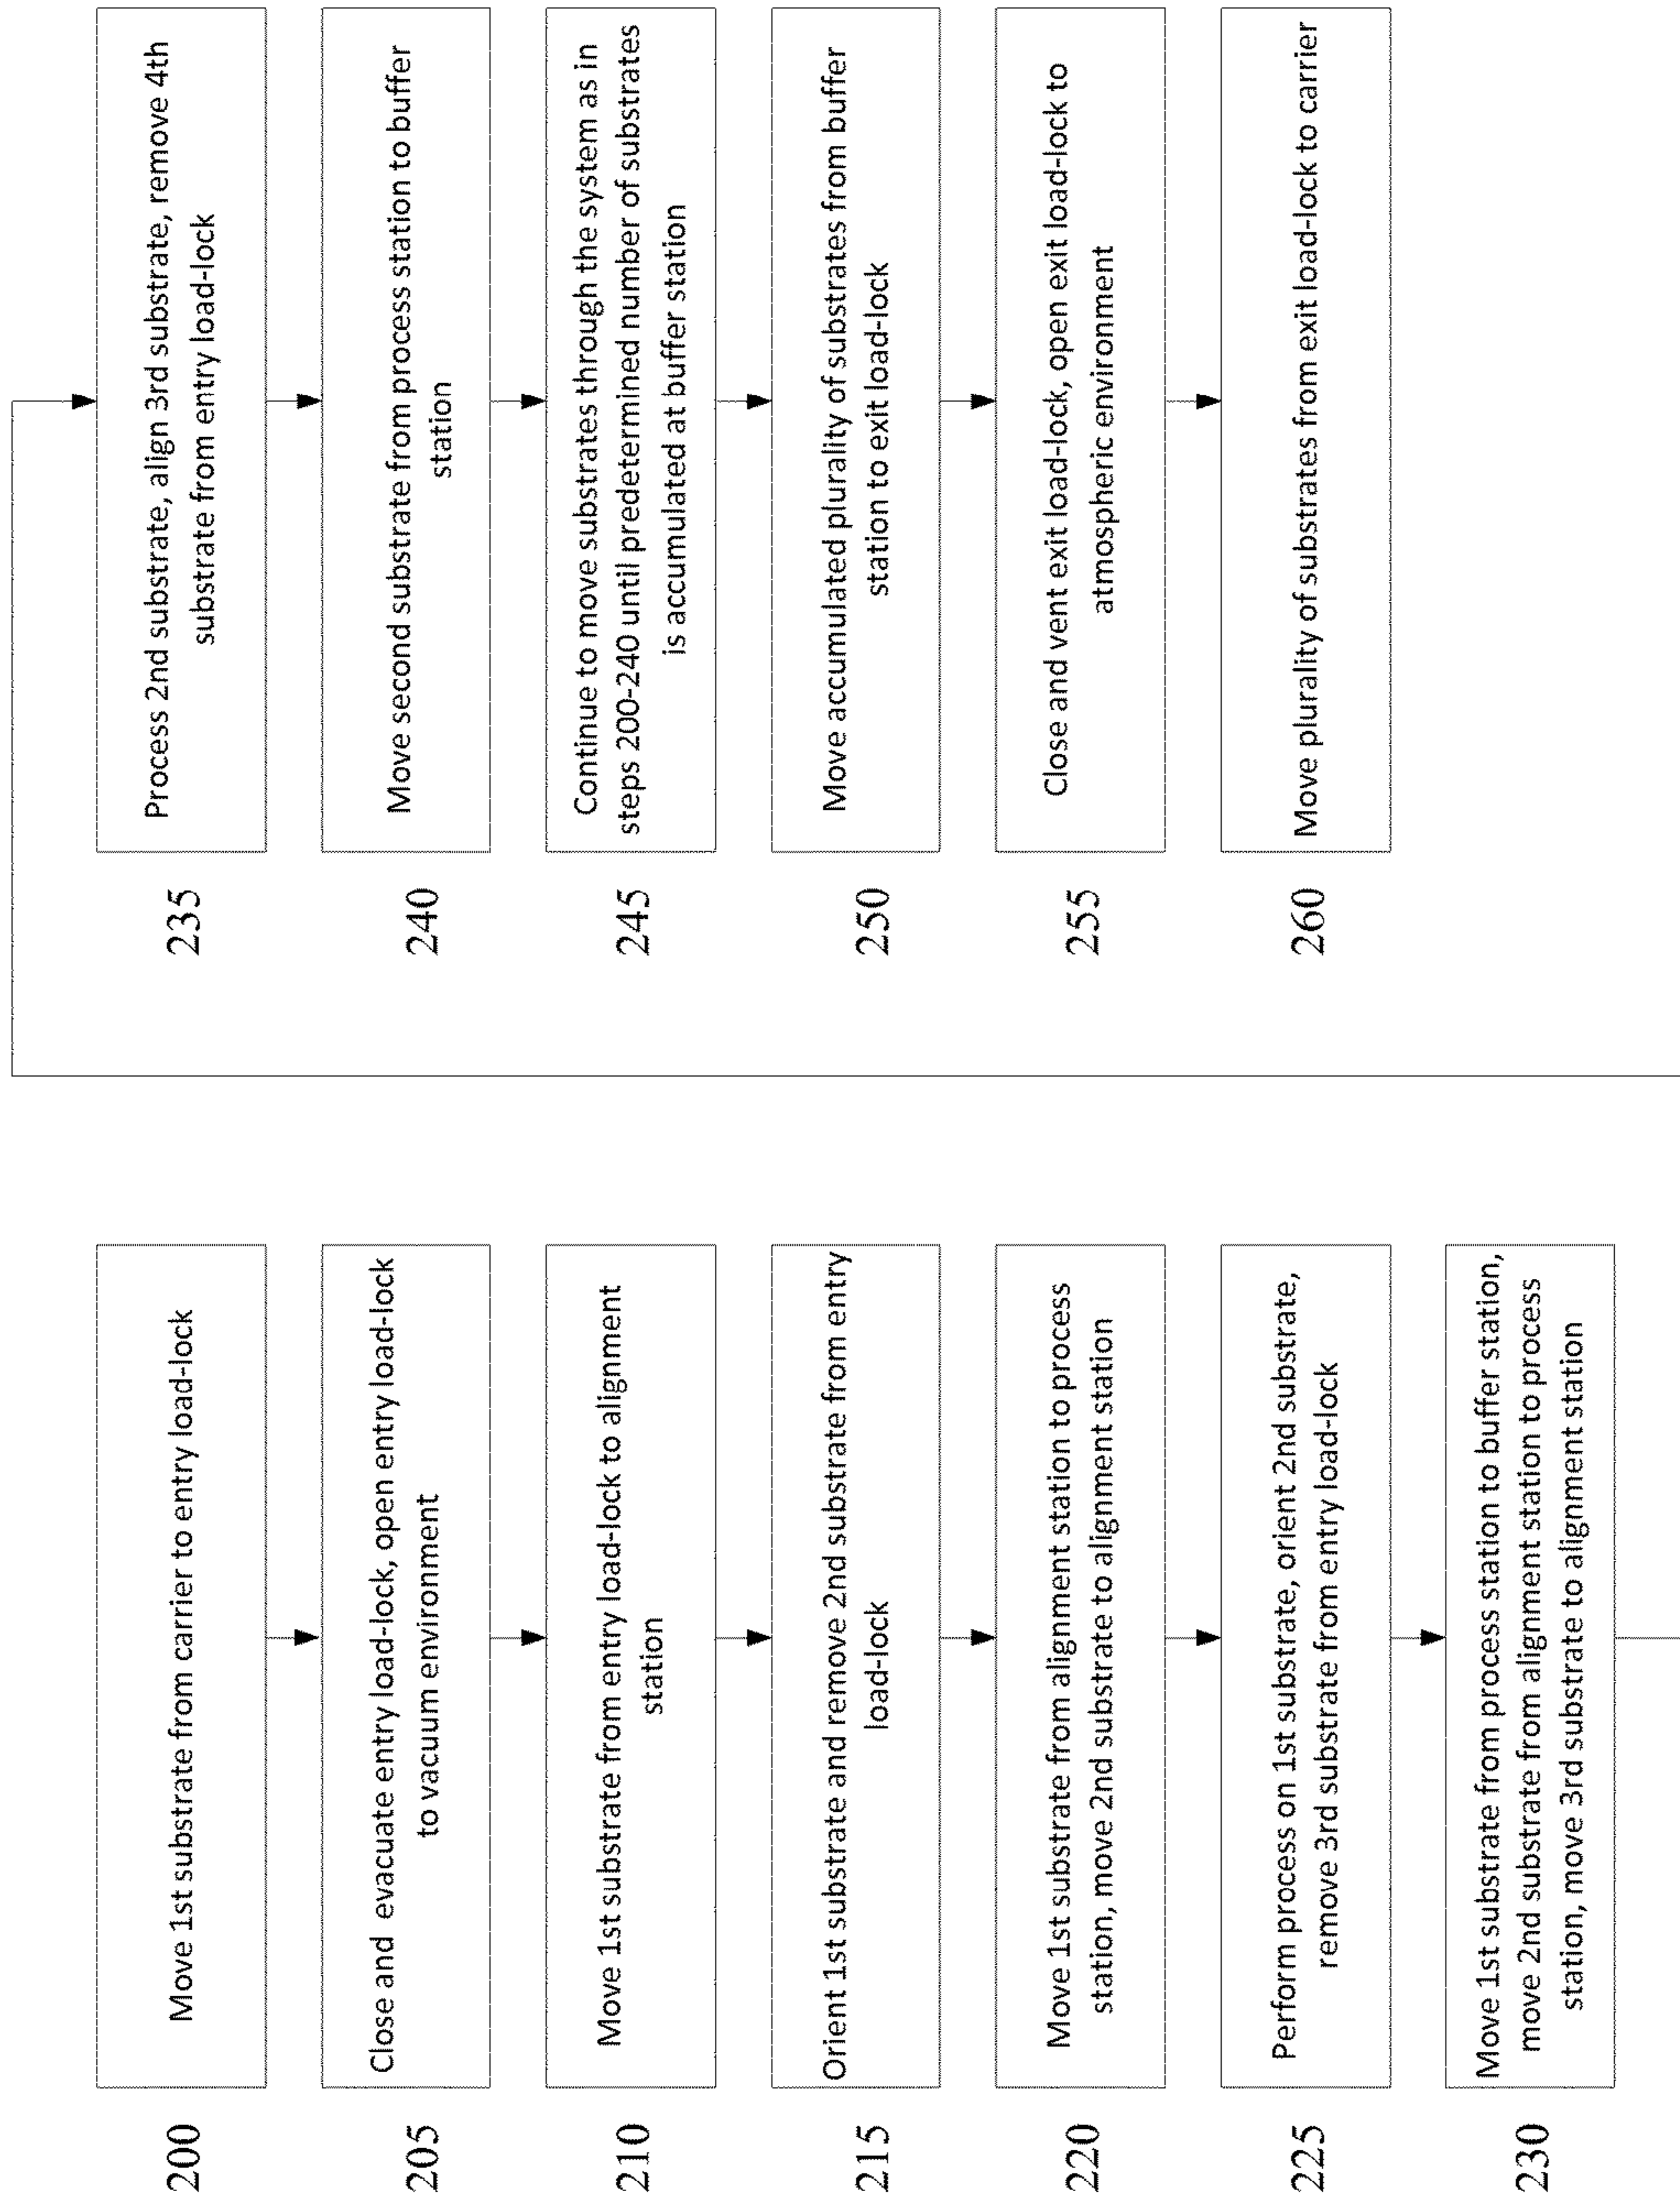 200
Move 1st substrate from carrier to entry load-lock
205
Close and evacuate entry load-lock, open entry load-lock
to vacuum environment
210
Move 1st substrate from entry load-lock to alignment
station
215
Orient 1st substrate and remove 2nd substrate from entry
load-lock
220
Move 1st substrate from alignment station to process
station, move 2nd substrate to alignment station
225
Perform process on 1st substrate, orient 2nd substrate,
remove 3rd substrate from entry load-lock
230
Move 1st substrate from process station to buffer station,
move 2nd substrate from alignment station to process
station, move 3rd substrate to alignment station
235
Process 2nd substrate, align 3rd substrate, remove 4th
substrate from entry load-lock
240
Move second substrate from process station to buffer
station
245
Continue to move substrates through the system as in
steps 200-240 until predetermined number of substrates
is accumulated at buffer station
250
Move accumulated plurality of substrates from buffer
station to exit load-lock
255
Close and vent exit load-lock, open exit load-lock to
atmospheric environment
260
Move plurality of substrates from exit load-lock to carrier